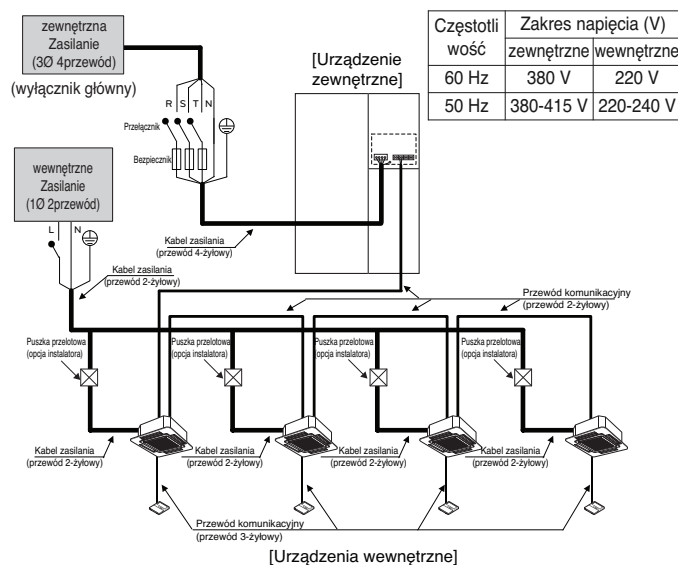 zewnętrzna
Zasilanie
(3Ø 4przewód)
(wyłącznik główny)
R S T N
Przełącznik
Bezpiecznik
[Urządzenie
zewnętrzne]
Częstotli
wość
Zakres napięcia (V)
zewnętrzne wewnętrzne
60 Hz 380 V 220 V
50 Hz 380-415 V 220-240 V
wewnętrzne
Zasilanie
(1Ø 2przewód)
L N
Kabel zasilania
(przewód 4-żyłowy)
Kabel zasilania
(przewód 2-żyłowy)
Przewód komunikacyjny
(przewód 2-żyłowy)
Puszka przelotowa
(opcja instalatora)
Puszka przelotowa
(opcja instalatora)
Puszka przelotowa
(opcja instalatora)
Puszka przelotowa
(opcja instalatora)
Kabel zasilania
(przewód 2-żyłowy)
Kabel zasilania
(przewód 2-żyłowy)
Kabel zasilania
(przewód 2-żyłowy)
Kabel zasilania
(przewód 2-żyłowy)
Przewód komunikacyjny
(przewód 3-żyłowy)
[Urządzenia wewnętrzne]